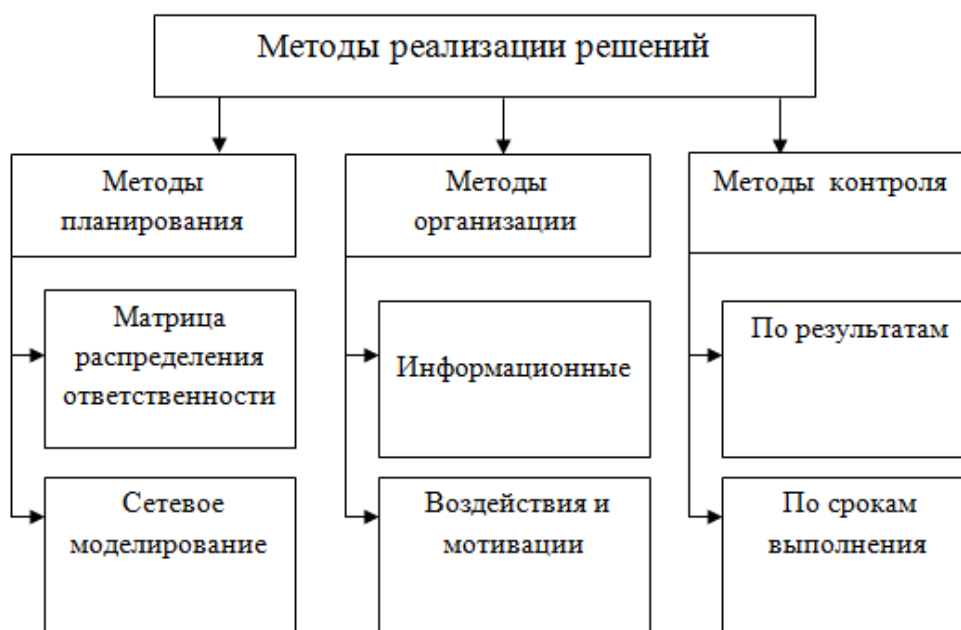 Методы реализации решений
Методы
планирования
Матрица
распределения
ответственности
Сетевое
моделирование
Методы
организации
Информационные
Воздействия и
мотивации
Методы контроля
По результатам
По срокам
выполнения